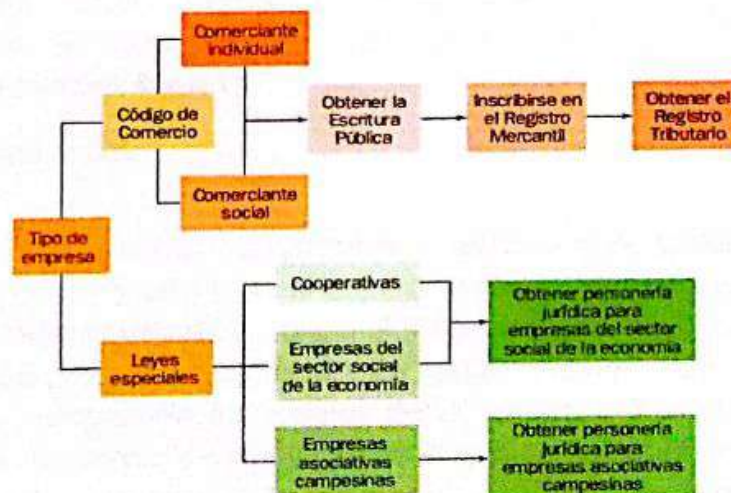 Comerciante
individual
Código de
Comercio
Obtener la
Escritura
Pública
Inscribirse en
el Registro
Mercantil
Obtener el
Registro
Tributario
Comerciante
social
Tipo de
empresa
Cooperativas
Obtener personería
jurídica para
empresas del sector
social de la economía
Leyes
especiales
Empresas del
sector social
de la economía
Empresas
asociativas
campesinas
Obtener personería
jurídica para
empresas asociativas
campesinas